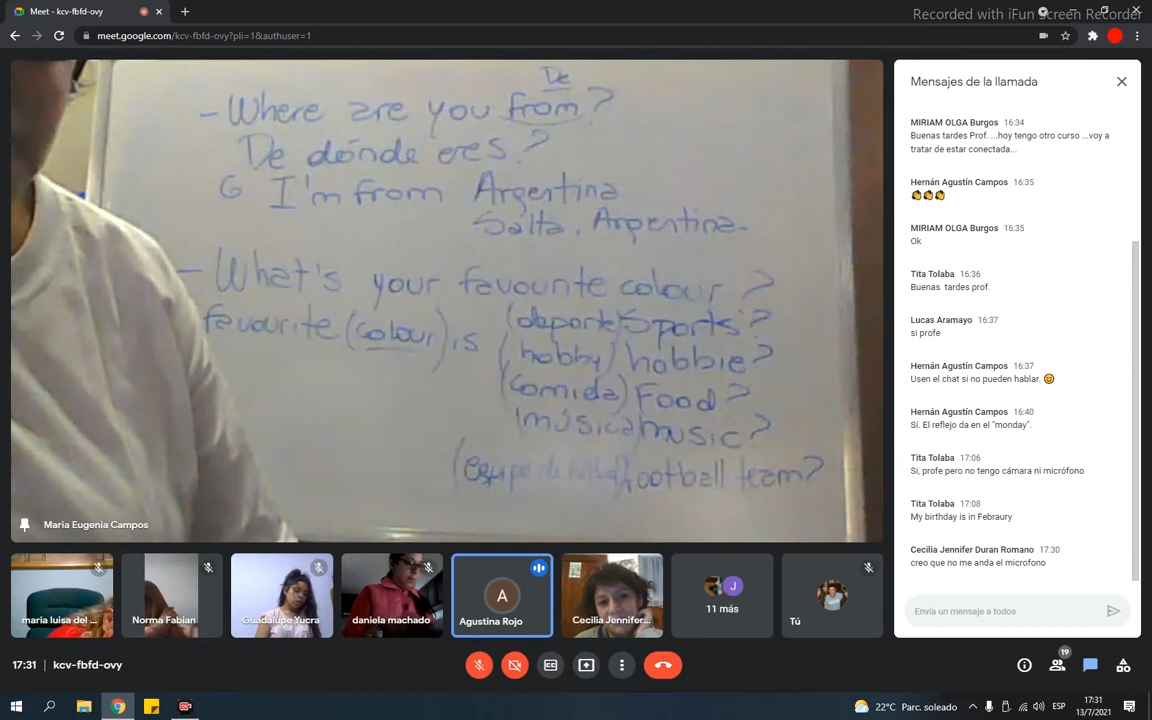 Meet - kcv-fbfd-ovy
Recorded with iFun Screen Recorder
meet.google.com/kcv-fbfd-ovy?pli=1&authuser=1
De
- Where are you from?
De dónde eres?
G I'm from Argentina
Salta, Argentina-
- What's your favourite colour?
favourite (colour) is (deporte) Sports?
(hobby) hobbie?
(comida) Food?
(música) music?
(equipo de futbol) football team?
Maria Eugenia Campos
Mensajes de la llamada
MIRIAM OLGA Burgos 16:34
Buenas tardes Prof. ...hoy tengo otro curso ...voy a
tratar de estar conectada...
Hernán Agustín Campos 16:35
👏👏👏
MIRIAM OLGA Burgos 16:35
Ok
Tita Tolaba 16:36
Buenas tardes prof.
Lucas Aramayo 16:37
si profe
Hernán Agustín Campos 16:37
Usen el chat si no pueden hablar. 😊
Hernán Agustín Campos 16:40
Sí. El reflejo da en el "monday".
Tita Tolaba 17:06
Si, profe pero no tengo cámara ni micrófono
Tita Tolaba 17:08
My birthday is in Febraury
Cecilia Jennifer Duran Romano 17:30
creo que no me anda el microfono
Envía un mensaje a todos
maria luisa del ...
Norma Fabian
Guadalupe Yucra
daniela machado
A
Agustina Rojo
Cecilia Jennifer...
J
11 más
Tú
17:31 | kcv-fbfd-ovy
19
22°C Parc. soleado
ESP
17:31
13/7/2021